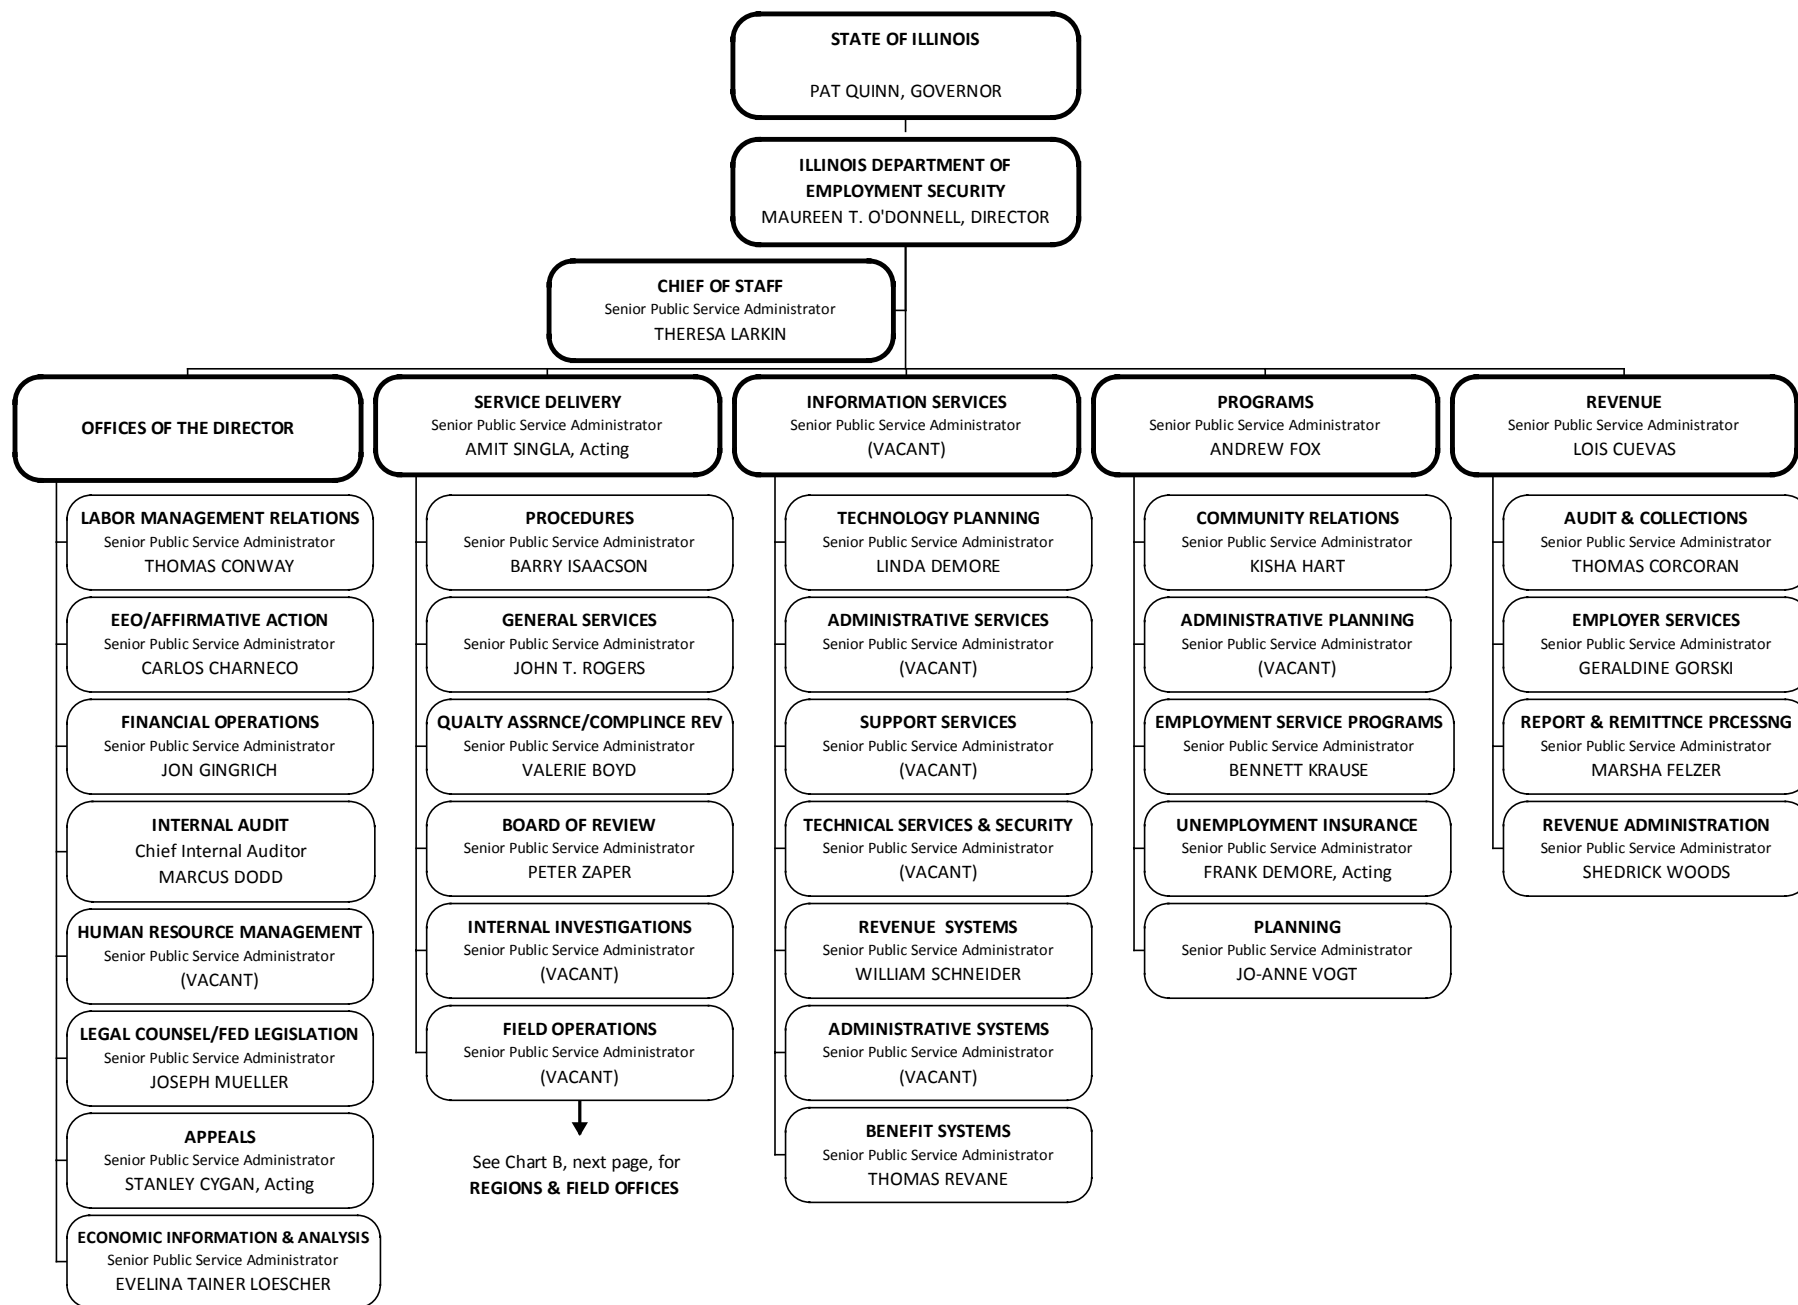 STATE OF ILLINOIS
PAT QUINN, GOVERNOR
ILLINOIS DEPARTMENT OF
EMPLOYMENT SECURITY
MAUREEN T. O'DONNELL, DIRECTOR
CHIEF OF STAFF
Senior Public Service Administrator
THERESA LARKIN
OFFICES OF THE DIRECTOR
LABOR MANAGEMENT RELATIONS
Senior Public Service Administrator
THOMAS CONWAY
EEO/AFFIRMATIVE ACTION
Senior Public Service Administrator
CARLOS CHARNECO
FINANCIAL OPERATIONS
Senior Public Service Administrator
JON GINGRICH
INTERNAL AUDIT
Chief Internal Auditor
MARCUS DODD
HUMAN RESOURCE MANAGEMENT
Senior Public Service Administrator
(VACANT)
LEGAL COUNSEL/FED LEGISLATION
Senior Public Service Administrator
JOSEPH MUELLER
APPEALS
Senior Public Service Administrator
STANLEY CYGAN, Acting
ECONOMIC INFORMATION & ANALYSIS
Senior Public Service Administrator
EVELINA TAINER LOESCHER
SERVICE DELIVERY
Senior Public Service Administrator
AMIT SINGLA, Acting
PROCEDURES
Senior Public Service Administrator
BARRY ISAACSON
GENERAL SERVICES
Senior Public Service Administrator
JOHN T. ROGERS
QUALTY ASSRNCE/COMPLINCE REV
Senior Public Service Administrator
VALERIE BOYD
BOARD OF REVIEW
Senior Public Service Administrator
PETER ZAPER
INTERNAL INVESTIGATIONS
Senior Public Service Administrator
(VACANT)
FIELD OPERATIONS
Senior Public Service Administrator
(VACANT)
See Chart B, next page, for
REGIONS & FIELD OFFICES
INFORMATION SERVICES
Senior Public Service Administrator
(VACANT)
TECHNOLOGY PLANNING
Senior Public Service Administrator
LINDA DEMORE
ADMINISTRATIVE SERVICES
Senior Public Service Administrator
(VACANT)
SUPPORT SERVICES
Senior Public Service Administrator
(VACANT)
TECHNICAL SERVICES & SECURITY
Senior Public Service Administrator
(VACANT)
REVENUE SYSTEMS
Senior Public Service Administrator
WILLIAM SCHNEIDER
ADMINISTRATIVE SYSTEMS
Senior Public Service Administrator
(VACANT)
BENEFIT SYSTEMS
Senior Public Service Administrator
THOMAS REVANE
PROGRAMS
Senior Public Service Administrator
ANDREW FOX
COMMUNITY RELATIONS
Senior Public Service Administrator
KISHA HART
ADMINISTRATIVE PLANNING
Senior Public Service Administrator
(VACANT)
EMPLOYMENT SERVICE PROGRAMS
Senior Public Service Administrator
BENNETT KRAUSE
UNEMPLOYMENT INSURANCE
Senior Public Service Administrator
FRANK DEMORE, Acting
PLANNING
Senior Public Service Administrator
JO-ANNE VOGT
REVENUE
Senior Public Service Administrator
LOIS CUEVAS
AUDIT & COLLECTIONS
Senior Public Service Administrator
THOMAS CORCORAN
EMPLOYER SERVICES
Senior Public Service Administrator
GERALDINE GORSKI
REPORT & REMITTNCE PRCESSNG
Senior Public Service Administrator
MARSHA FELZER
REVENUE ADMINISTRATION
Senior Public Service Administrator
SHEDRICK WOODS